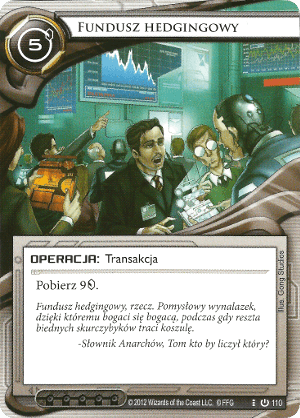 Fundusz hedgingowy
5
OPERACJA: Transakcja
Pobierz 9.
Fundusz hedgingowy, rzecz. Pomysłowy wynalazek,
dzięki któremu bogaci się bogacą, podczas gdy reszta
biednych skurczybyków traci koszulę.
-Słownik Anarchów, Tom kto by liczył który?
Illus. Gong Studios
© 2012 Wizards of the Coast LLC. © FFG
110